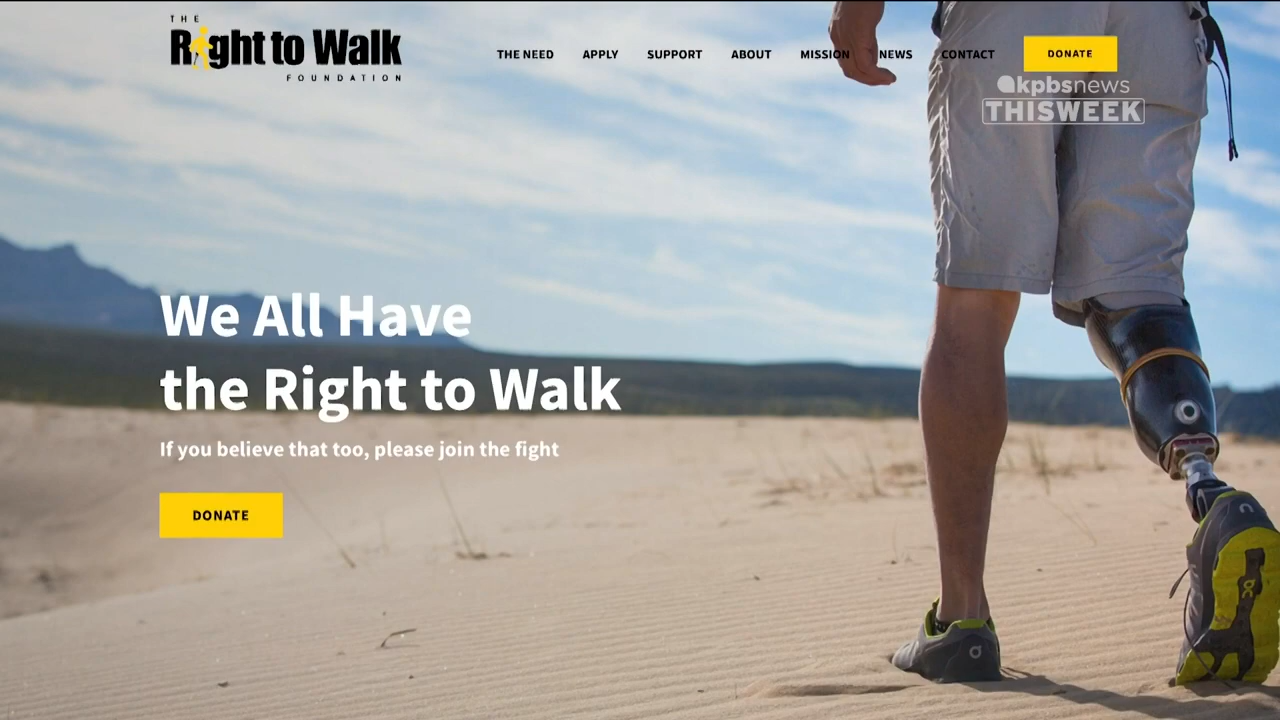 THE
Right to Walk
FOUNDATION
THE NEED APPLY SUPPORT ABOUT MISSION NEWS CONTACT DONATE
kpbsnews
THISWEEK
We All Have
the Right to Walk
If you believe that too, please join the fight
DONATE